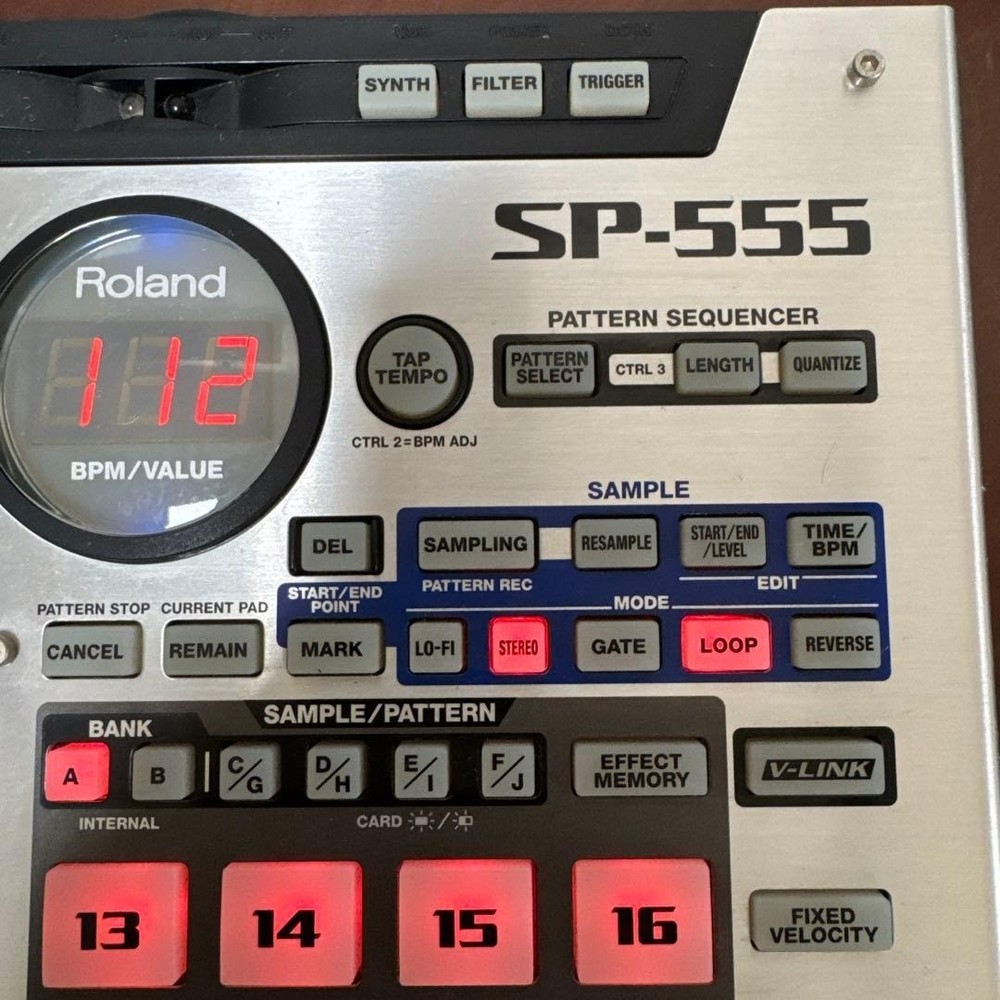 SYNTH FILTER TRIGGER
SP-555
Roland
112
BPM/VALUE
TAP
TEMPO
CTRL 2=BPM ADJ
PATTERN SEQUENCER
PATTERN
SELECT
CTRL 3
LENGTH
QUANTIZE
SAMPLE
DEL
SAMPLING
RESAMPLE
START/END
/LEVEL
TIME/
BPM
PATTERN REC
EDIT
START/END
POINT
MODE
PATTERN STOP CURRENT PAD
CANCEL
REMAIN
MARK
LO-FI
STEREO
GATE
LOOP
REVERSE
SAMPLE/PATTERN
BANK
A
B
C/G
D/H
E/I
F/J
EFFECT
MEMORY
V-LINK
INTERNAL
CARD /
13
14
15
16
FIXED
VELOCITY